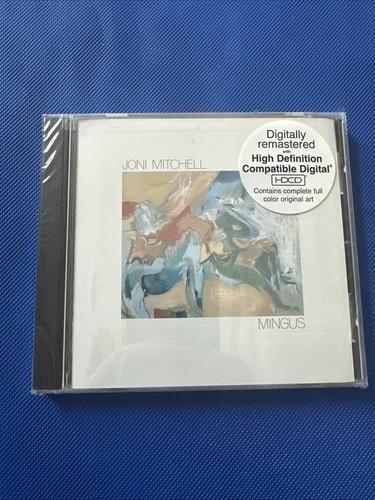 JONI MITCHELL
Digitally
remastered
with
High Definition
Compatible Digital®
HDCD
Contains complete full
color original art
MINGUS